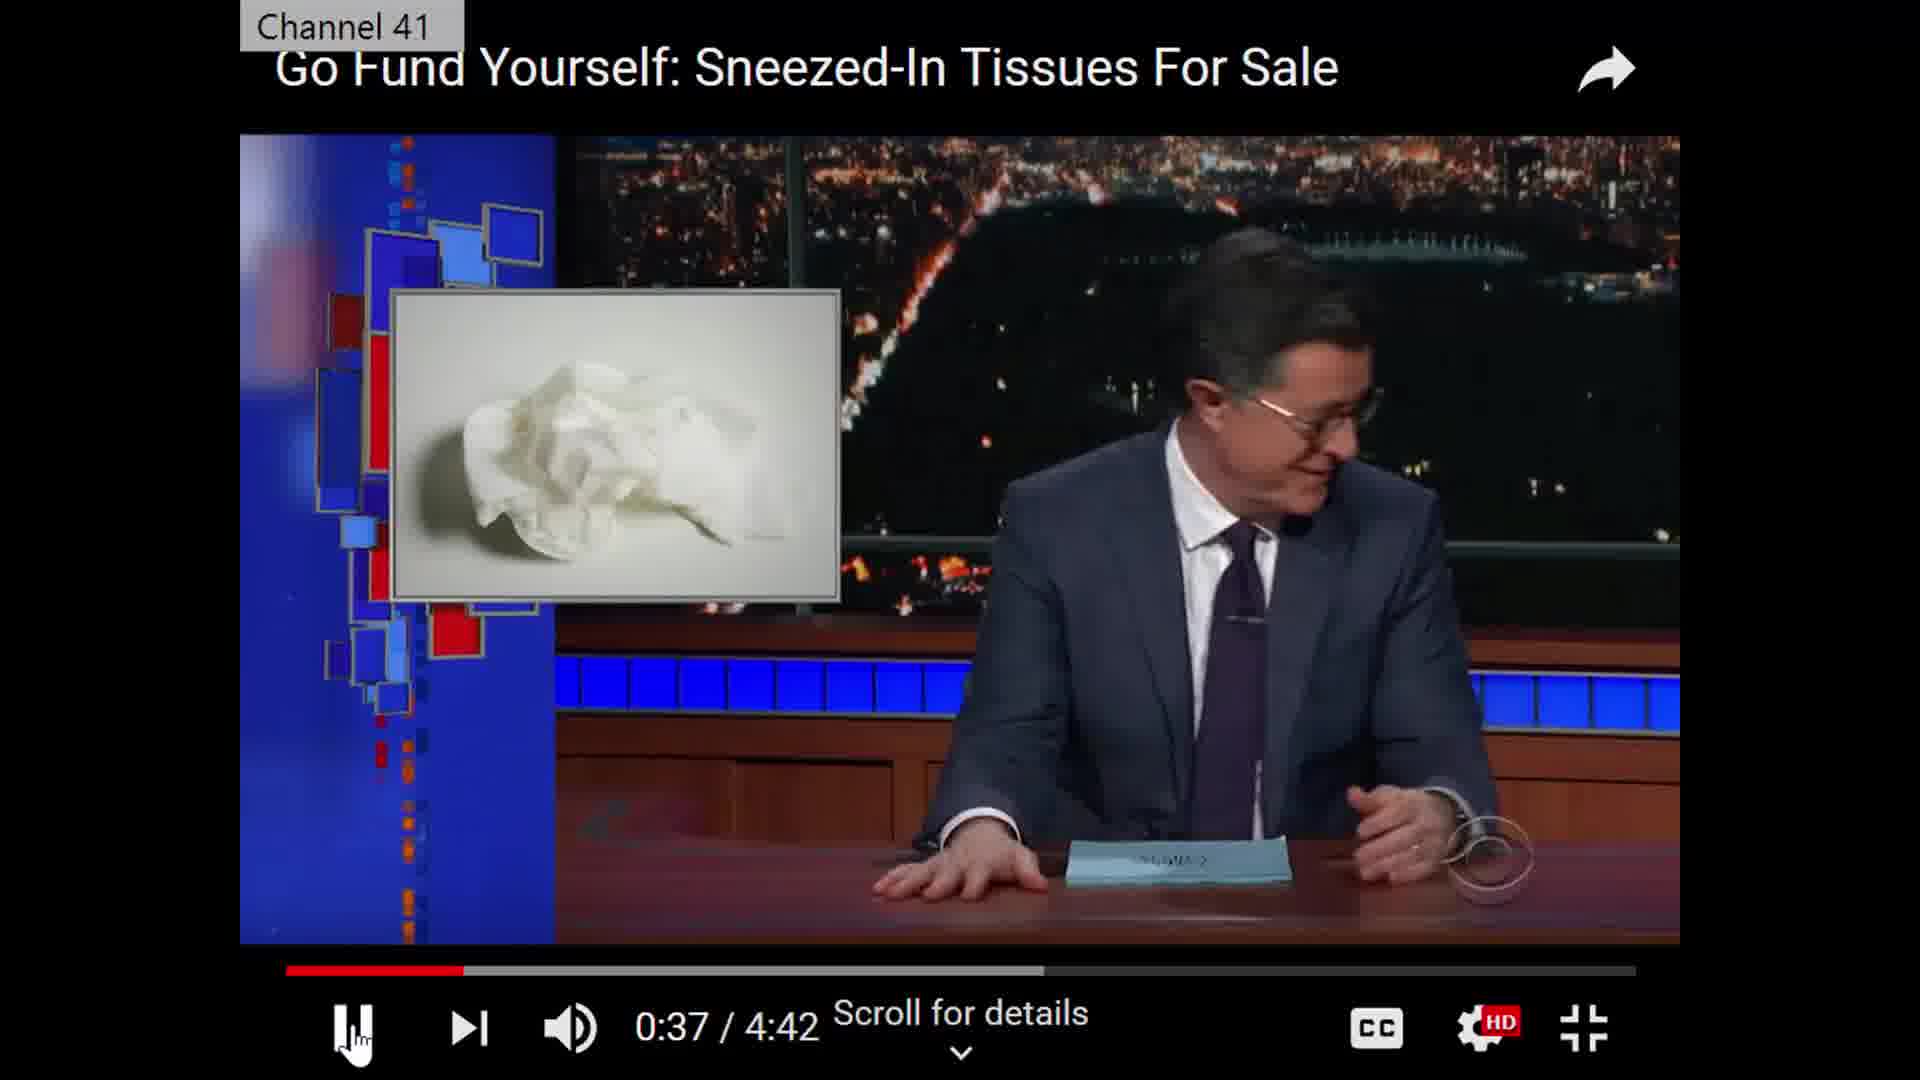 Channel 41
Go Fund Yourself: Sneezed-In Tissues For Sale
0:37 / 4:42
Scroll for details
CC
HD